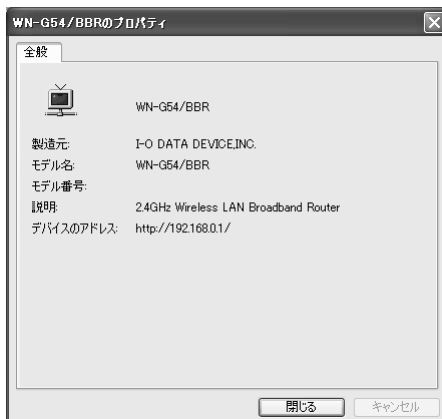 WN-G54/BBRのプロパティ
全般
WN-G54/BBR
製造元: I-O DATA DEVICE,INC.
モデル名: WN-G54/BBR
モデル番号:
説明: 2.4GHz Wireless LAN Broadband Router
デバイスのアドレス: http://192.168.0.1/
閉じる キャンセル